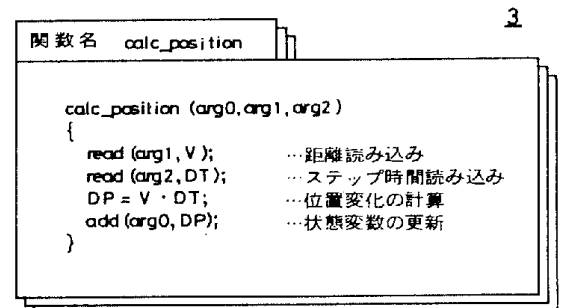 3
関数名 calc_position
calc_position (arg0,arg1,arg2)
{
read (arg1,V); …距離読み込み
read (arg2,DT); …ステップ時間読み込み
DP = V · DT; …位置変化の計算
add (arg0,DP); …状態変数の更新
}